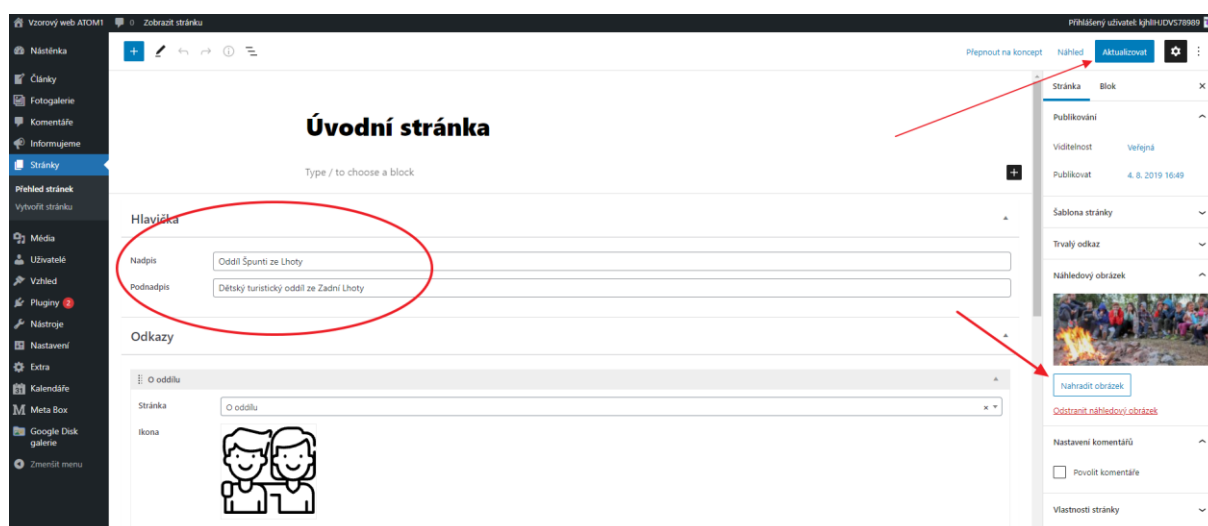 Vzorový web ATOM1 0 Zobrazit stránku Přihlášený uživatel: kjhlIHJDVS78989
Nástěnka
Články
Fotogalerie
Komentáře
Informujeme
Stránky
Přehled stránek
Vytvořit stránku
Média
Uživatelé
Vzhled
Pluginy 2
Nástroje
Nastavení
Extra
Kalendáře
Meta Box
Google Disk
galerie
Zmenšit menu
Přepnout na koncept Náhled Aktualizovat
Úvodní stránka
Type / to choose a block
Hlavička
Nadpis Oddíl Špunti ze Lhoty
Podnadpis Dětský turistický oddíl ze Zadní Lhoty
Odkazy
O oddílu
Stránka O oddílu
Ikona
Stránka Blok
Publikování
Viditelnost Veřejná
Publikovat 4. 8. 2019 16:49
Šablona stránky
Trvalý odkaz
Náhledový obrázek
Nahradit obrázek
Odstranit náhledový obrázek
Nastavení komentářů
Povolit komentáře
Vlastnosti stránky